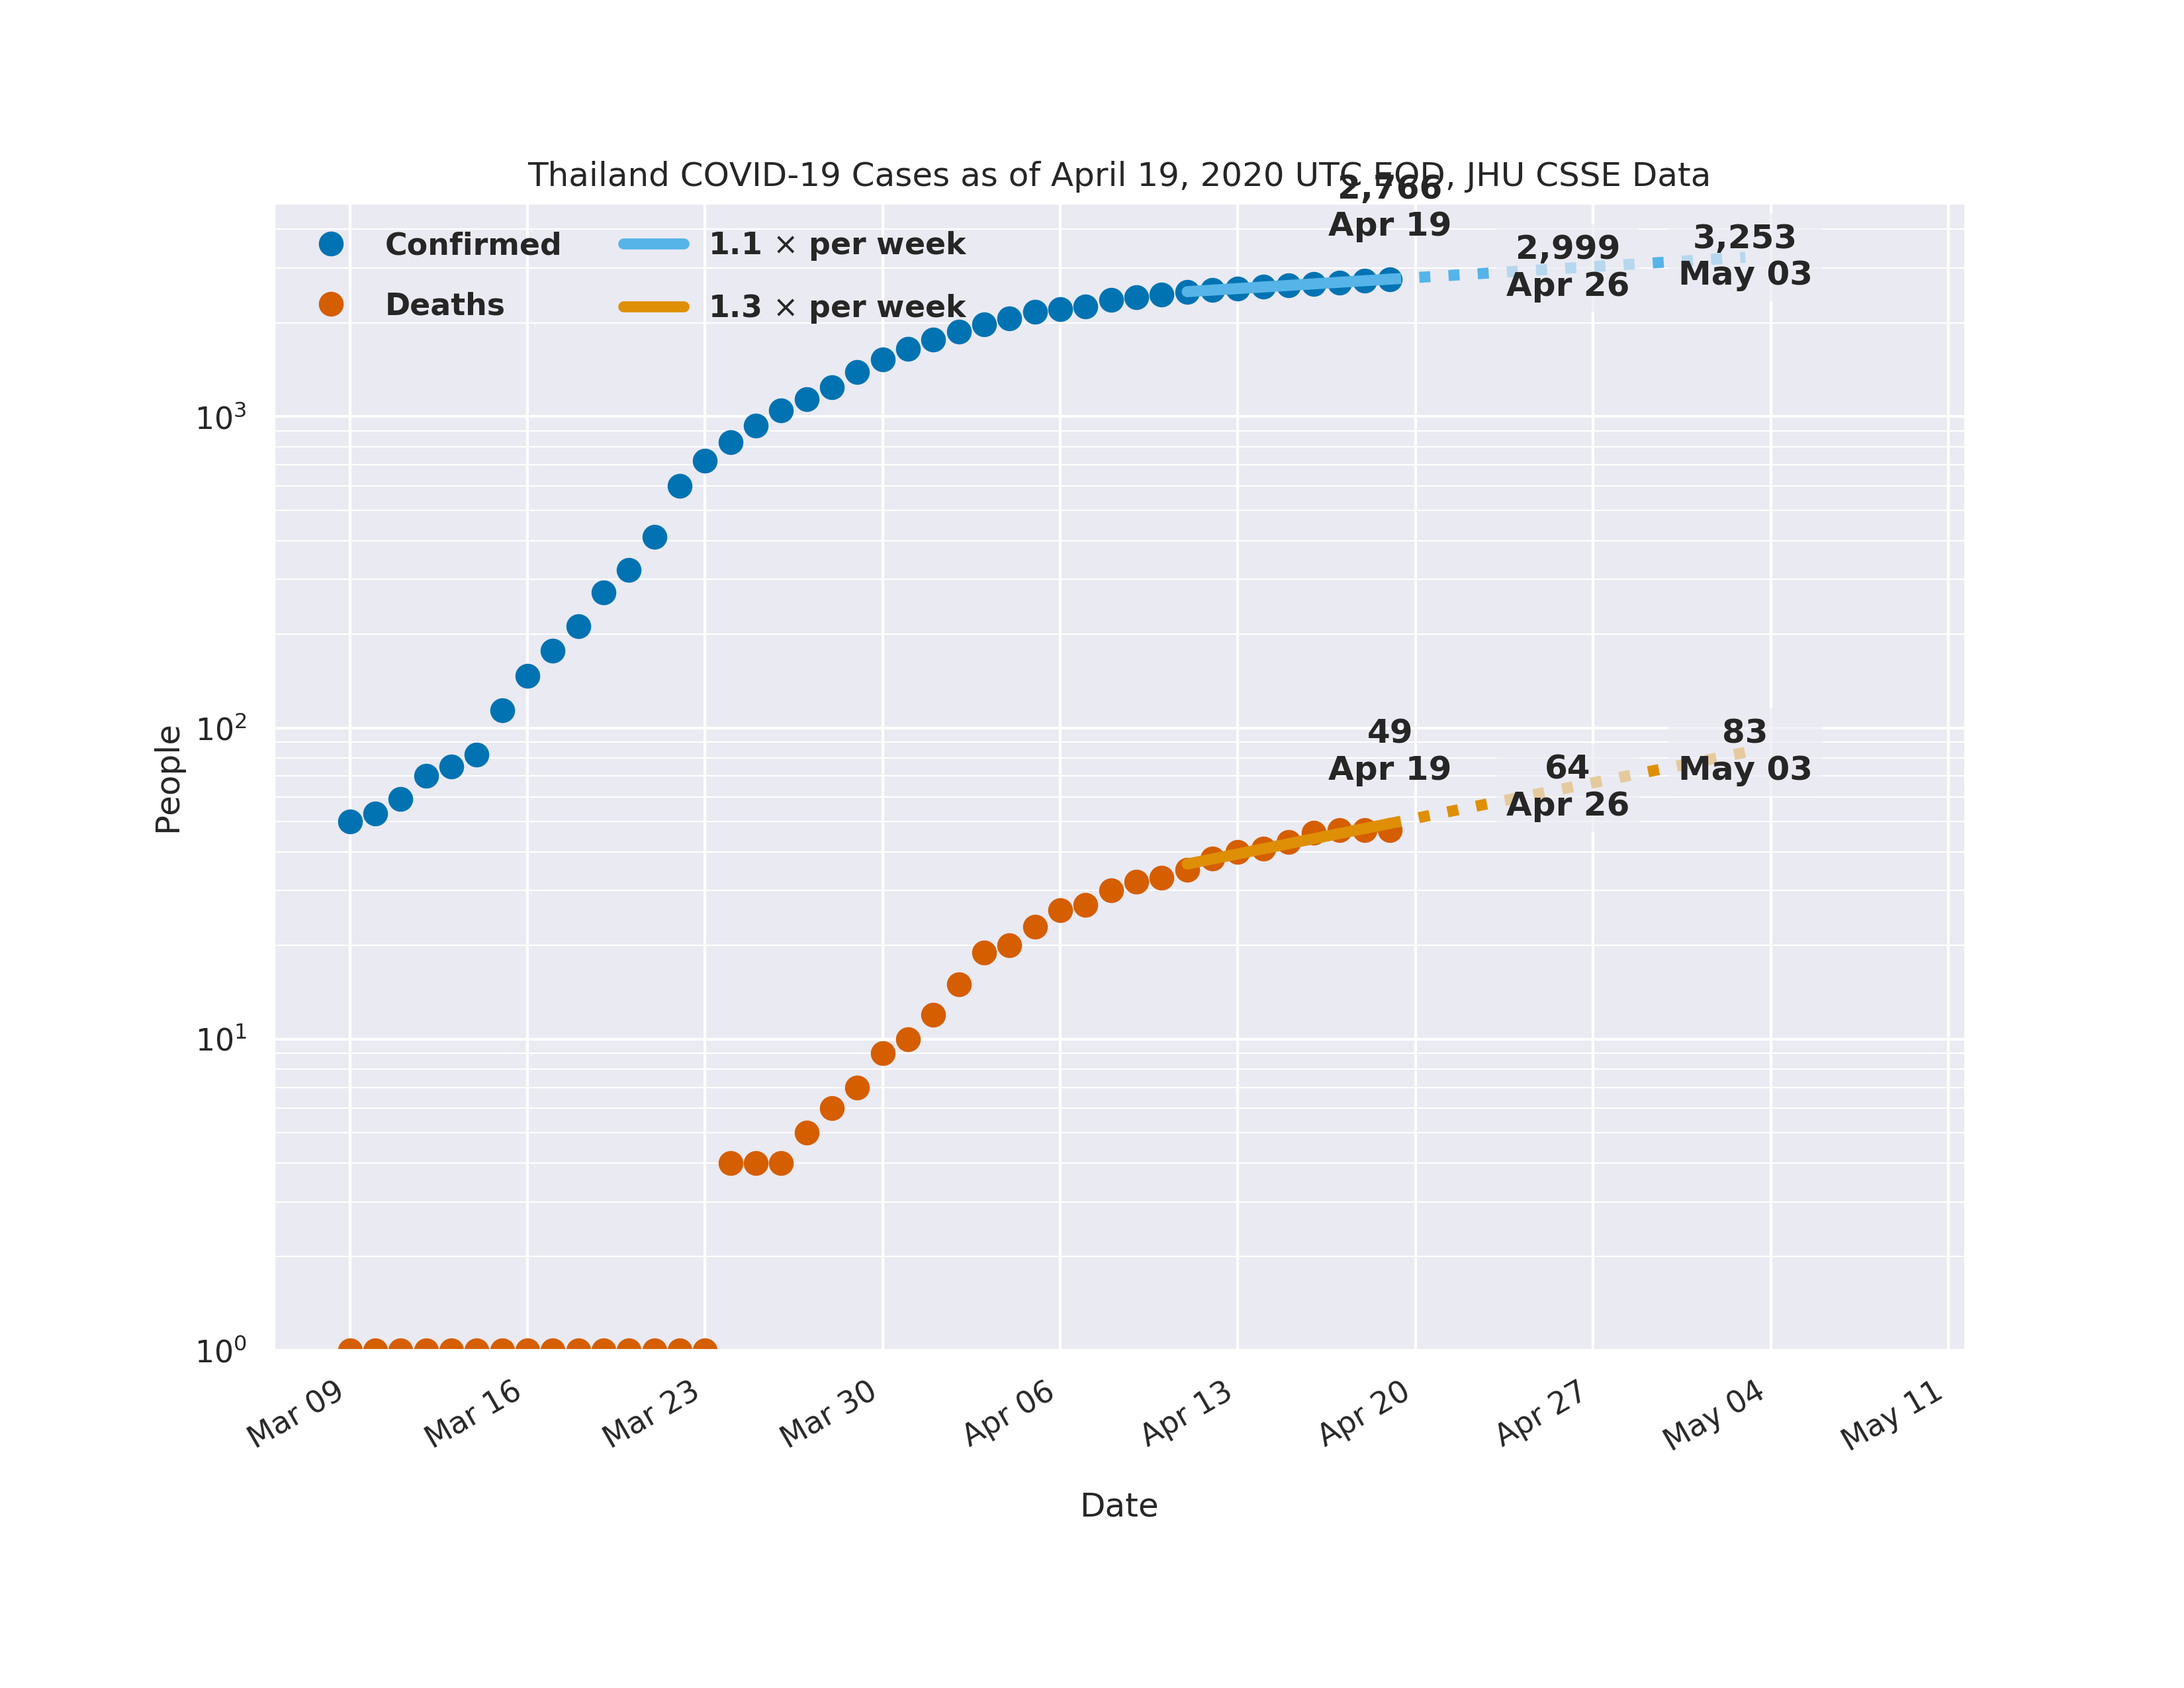 Thailand COVID-19 Cases as of April 19, 2020 UTC EOD, JHU CSSE Data
2,766
Apr 19
2,999
Apr 26
3,253
May 03
Confirmed
Deaths
1.1 × per week
1.3 × per week
49
Apr 19
64
Apr 26
83
May 03
People
10³
10²
10¹
10⁰
Mar 09
Mar 16
Mar 23
Mar 30
Apr 06
Apr 13
Apr 20
Apr 27
May 04
May 11
Date